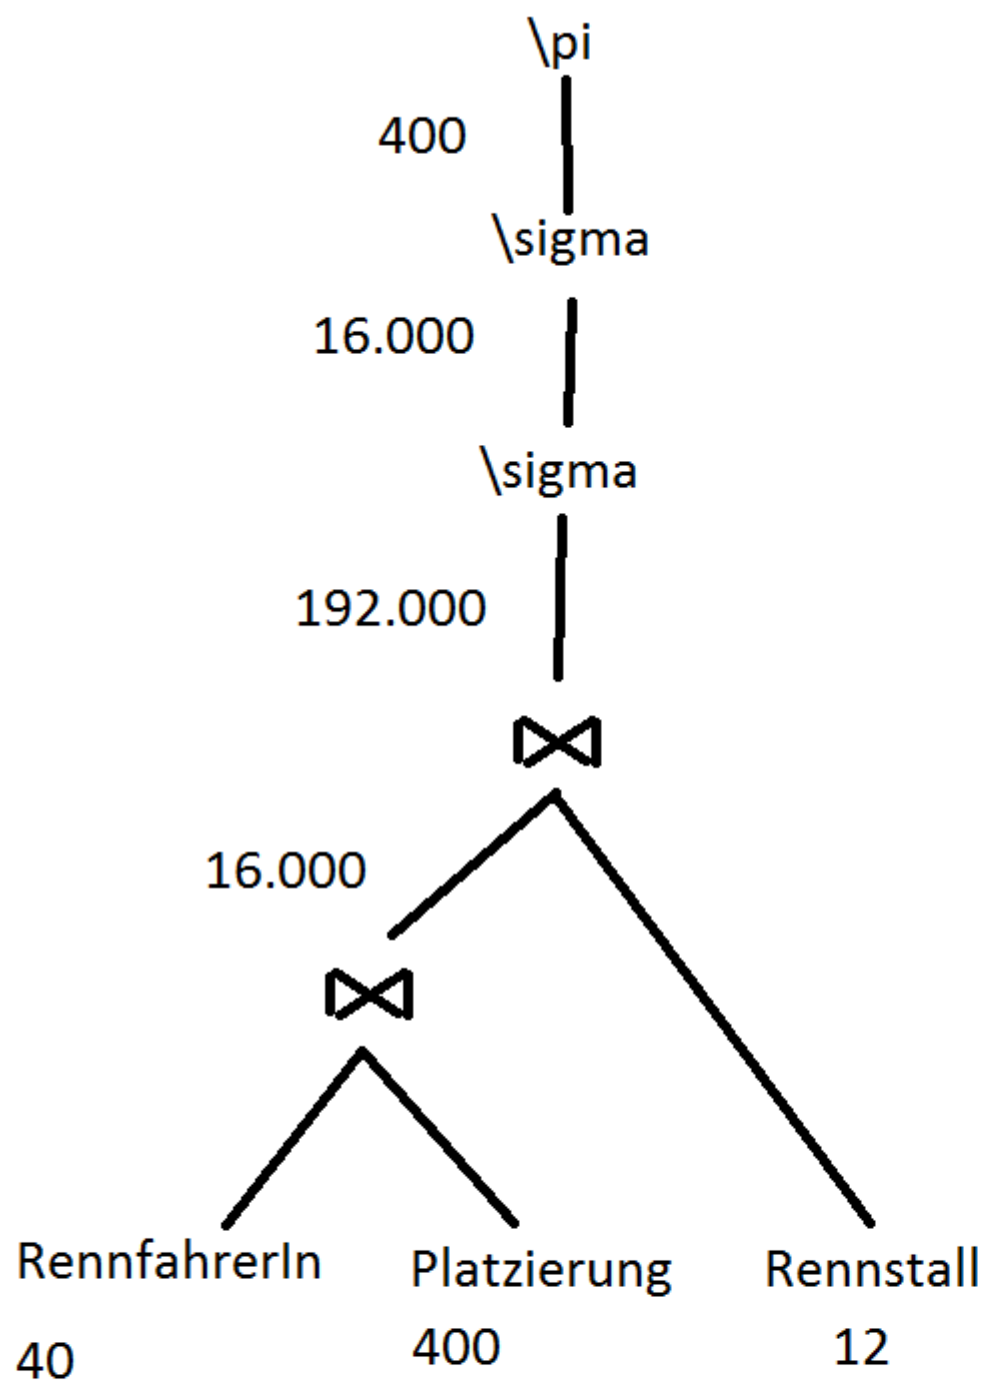 \pi
400
\sigma
16.000
\sigma
192.000
16.000
RennfahrerIn Platzierung Rennstall
40 400 12